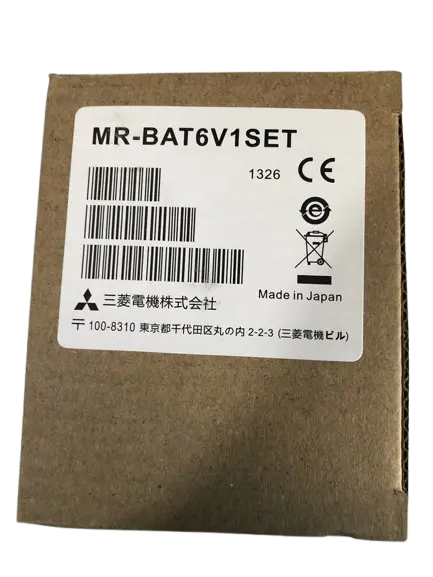 MR-BAT6V1SET
1326 CE
三菱電機株式会社
Made in Japan
〒100-8310 東京都千代田区丸の内2-2-3 (三菱電機ビル)